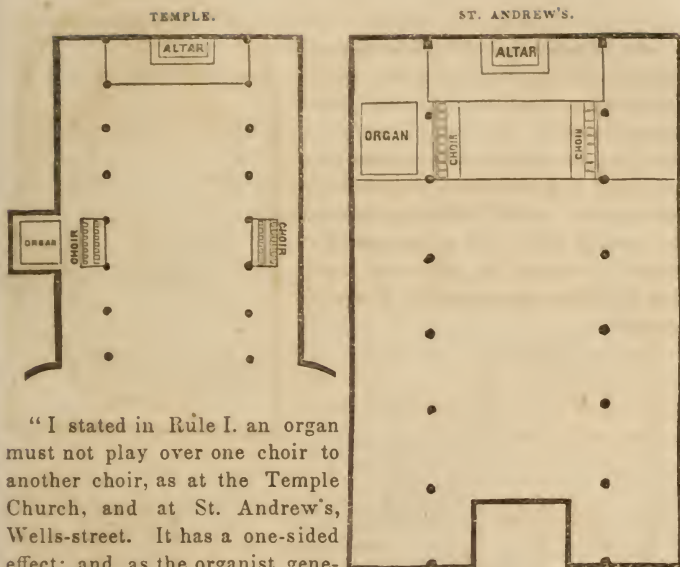 TEMPLE.
ALTAR
ORGAN
CHOIR
CHOIR
ST. ANDREW'S.
ALTAR
ORGAN
CHOIR
CHOIR
"I stated in Rule I. an organ
must not play over one choir to
another choir, as at the Temple
Church, and at St. Andrew's,
Wells-street. It has a one-sided
effect; and, as the organist gene-